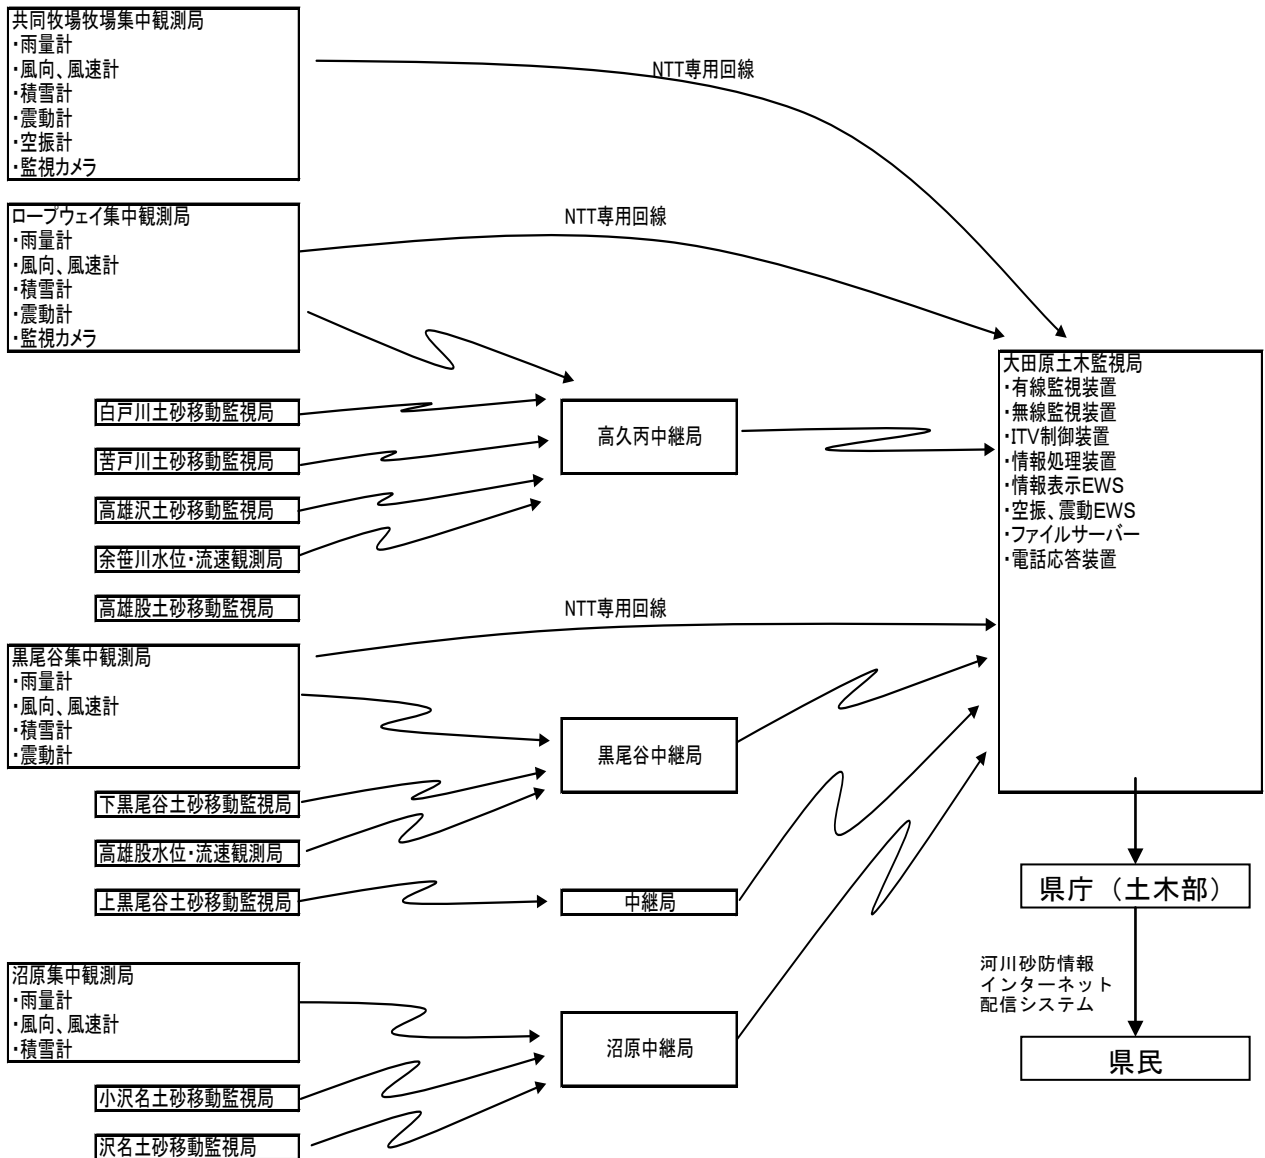 共同牧場牧場集中観測局
・雨量計
・風向、風速計
・積雪計
・震動計
・空振計
・監視カメラ
NTT専用回線
ロープウェイ集中観測局
・雨量計
・風向、風速計
・積雪計
・震動計
・監視カメラ
NTT専用回線
白戸川土砂移動監視局
苦戸川土砂移動監視局
高雄沢土砂移動監視局
余笹川水位・流速観測局
高雄股土砂移動監視局
高久丙中継局
大田原土木監視局
・有線監視装置
・無線監視装置
・ITV制御装置
・情報処理装置
・情報表示EWS
・空振、震動EWS
・ファイルサーバー
・電話応答装置
NTT専用回線
黒尾谷集中観測局
・雨量計
・風向、風速計
・積雪計
・震動計
下黒尾谷土砂移動監視局
高雄股水位・流速観測局
上黒尾谷土砂移動監視局
黒尾谷中継局
中継局
沼原集中観測局
・雨量計
・風向、風速計
・積雪計
小沢名土砂移動監視局
沢名土砂移動監視局
沼原中継局
県庁（土木部）
河川砂防情報
インターネット
配信システム
県民